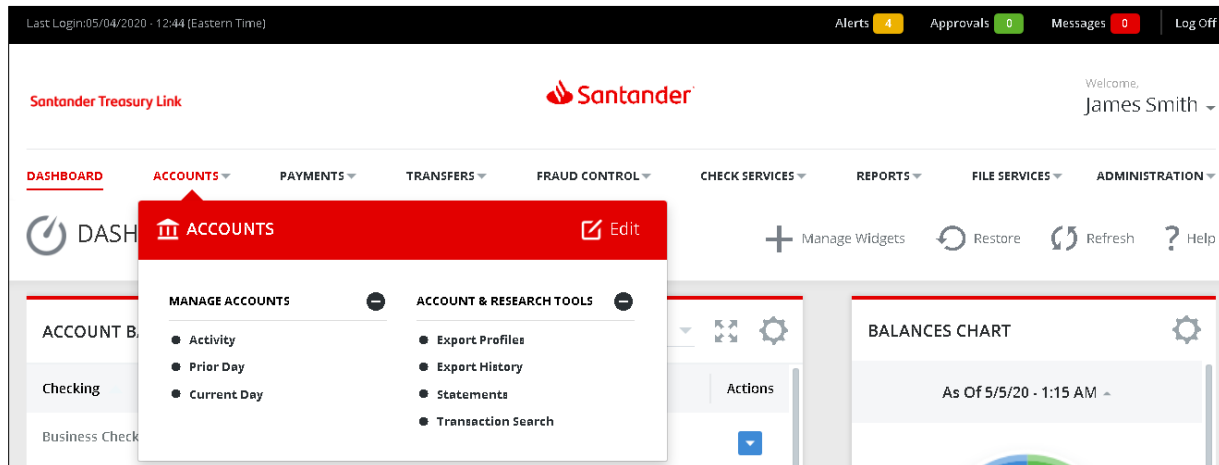 Last Login:05/04/2020 - 12:44 (Eastern Time) Alerts 4 Approvals 0 Messages 0 Log Off
Santander Treasury Link Santander Welcome,
James Smith
DASHBOARD ACCOUNTS PAYMENTS TRANSFERS FRAUD CONTROL CHECK SERVICES REPORTS FILE SERVICES ADMINISTRATION
DASH ACCOUNTS Edit Manage Widgets Restore Refresh ? Help
MANAGE ACCOUNTS ACCOUNT & RESEARCH TOOLS
ACCOUNT B BALANCES CHART
Activity Export Profiles
Prior Day Export History
Checking Current Day Statements Actions As Of 5/5/20 - 1:15 AM
Transaction Search
Business Check